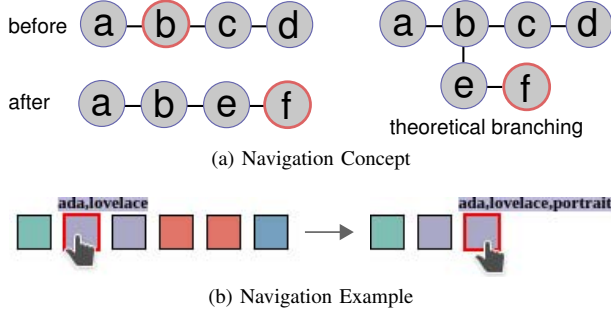 before a b c d
a b c d
after a b e f
e f
theoretical branching
(a) Navigation Concept
ada,lovelace
ada,lovelace,portrait
(b) Navigation Example